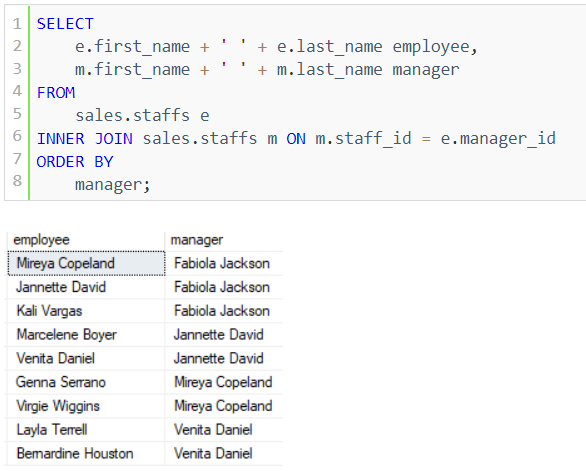 1 SELECT
2 e.first_name + ' ' + e.last_name employee,
3 m.first_name + ' ' + m.last_name manager
4 FROM
5 sales.staffs e
6 INNER JOIN sales.staffs m ON m.staff_id = e.manager_id
7 ORDER BY
8 manager;
employee manager
Mireya Copeland Fabiola Jackson
Jannette David Fabiola Jackson
Kali Vargas Fabiola Jackson
Marcelene Boyer Jannette David
Venita Daniel Jannette David
Genna Serrano Mireya Copeland
Virgie Wiggins Mireya Copeland
Layla Terrell Venita Daniel
Bernardine Houston Venita Daniel